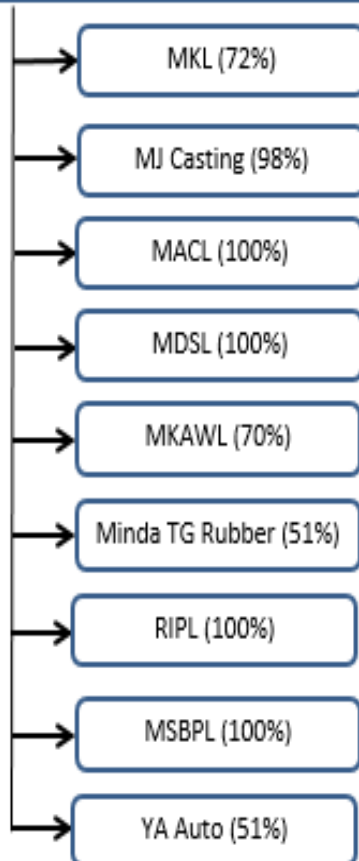 MKL (72%)
MJ Casting (98%)
MACL (100%)
MDSL (100%)
MKAWL (70%)
Minda TG Rubber (51%)
RIPL (100%)
MSBPL (100%)
YA Auto (51%)